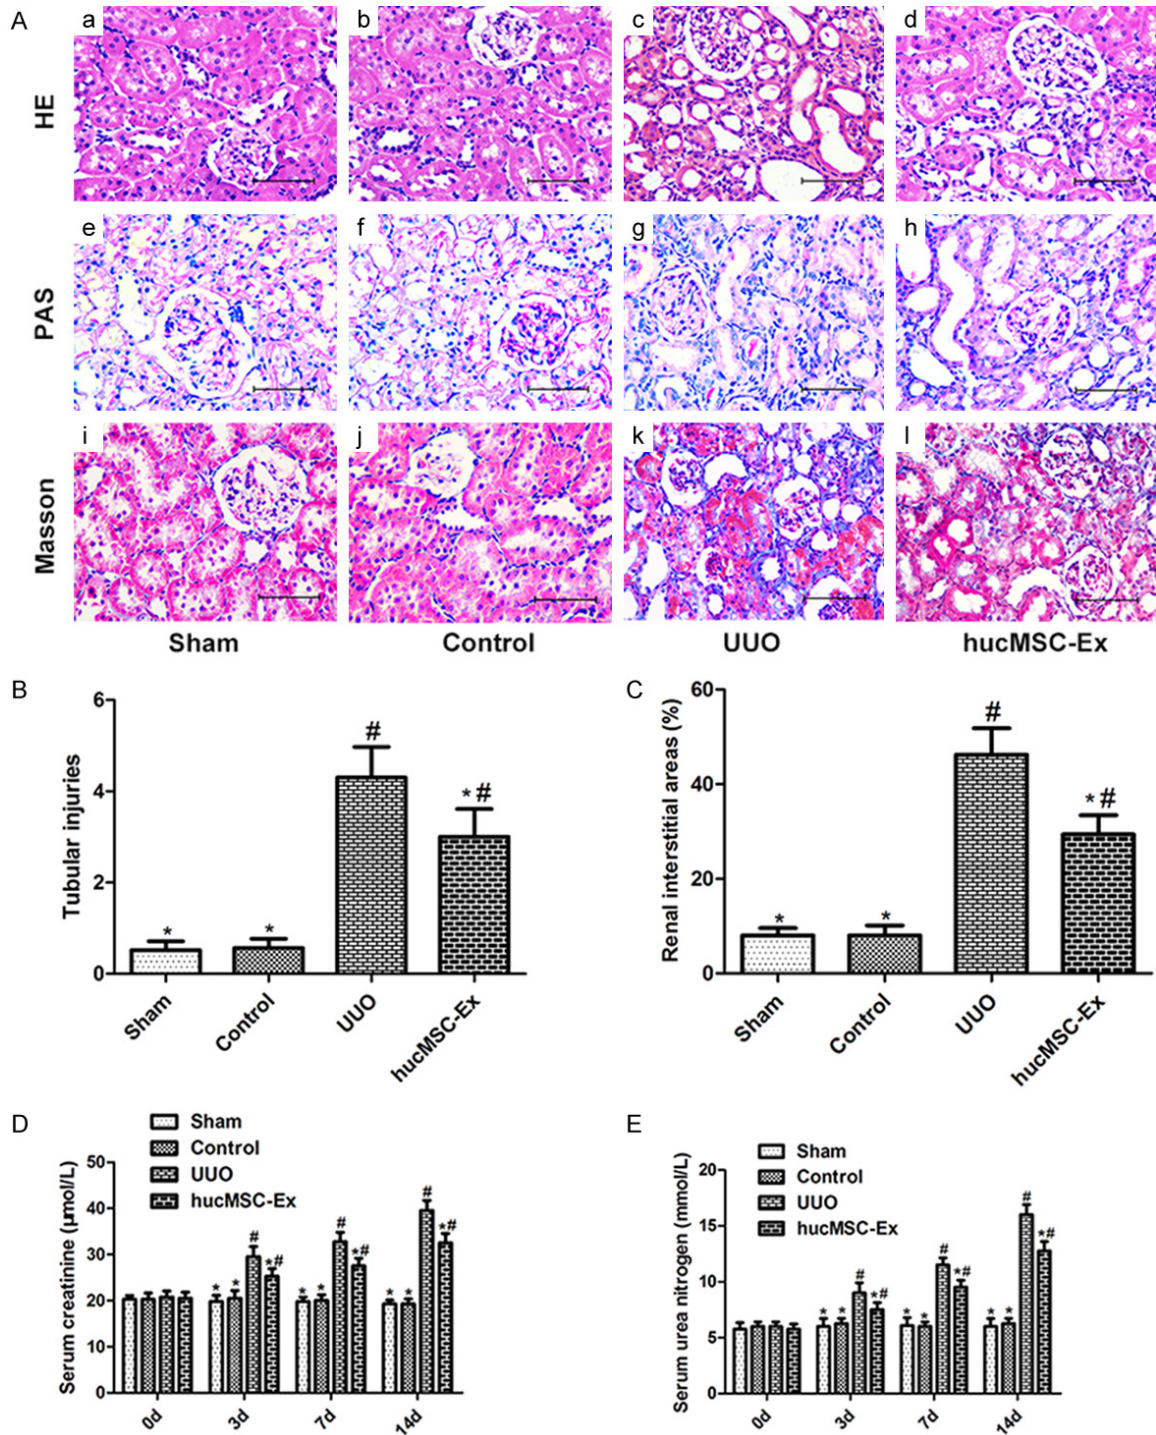 A
a
b
c
d
HE
e
f
g
h
PAS
i
j
k
l
Masson
Sham
Control
UUO
hucMSC-Ex
B
Tubular injuries
6
4
2
0
*
*
#
*#
Sham
Control
UUO
hucMSC-Ex
C
Renal interstitial areas (%)
60
40
20
0
*
*
#
*#
Sham
Control
UUO
hucMSC-Ex
D
Sham
Control
UUO
hucMSC-Ex
Serum creatinine (µmol/L)
50
40
30
20
10
0
* * # *#
* * # *#
* * # *#
0d
3d
7d
14d
E
Sham
Control
UUO
hucMSC-Ex
Serum urea nitrogen (mmol/L)
20
15
10
5
0
* * # *#
* * # *#
* * # *#
0d
3d
7d
14d